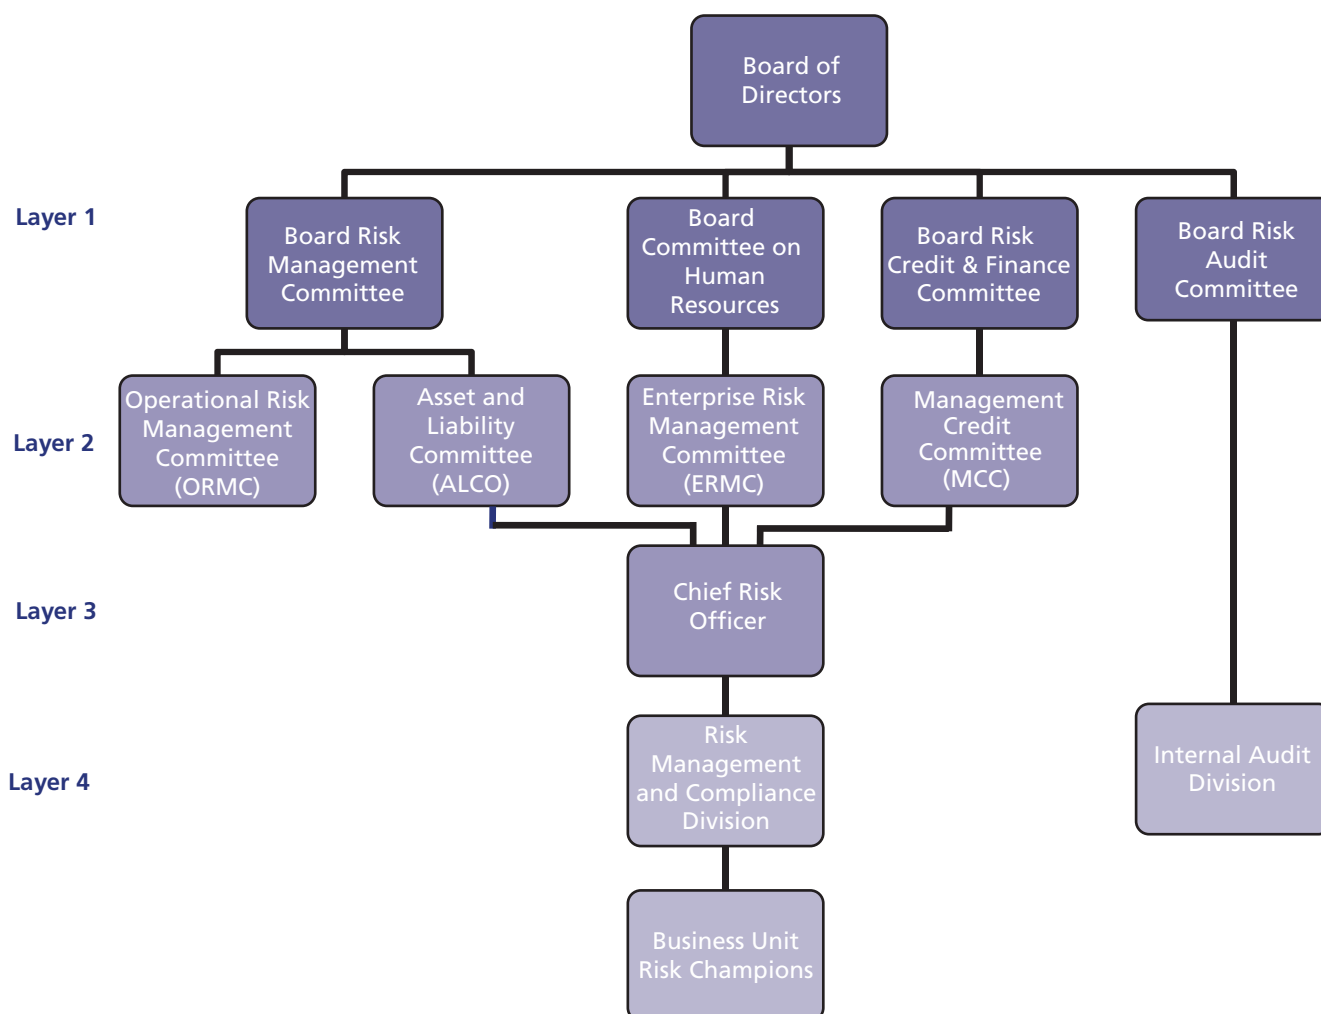 Board of
Directors
Layer 1
Board Risk
Management
Committee
Board
Committee on
Human
Resources
Board Risk
Credit & Finance
Committee
Board Risk
Audit
Committee
Layer 2
Operational Risk
Management
Committee
(ORMC)
Asset and
Liability
Committee
(ALCO)
Enterprise Risk
Management
Committee
(ERMC)
Management
Credit
Committee
(MCC)
Layer 3
Chief Risk
Officer
Layer 4
Risk
Management
and Compliance
Division
Internal Audit
Division
Business Unit
Risk Champions